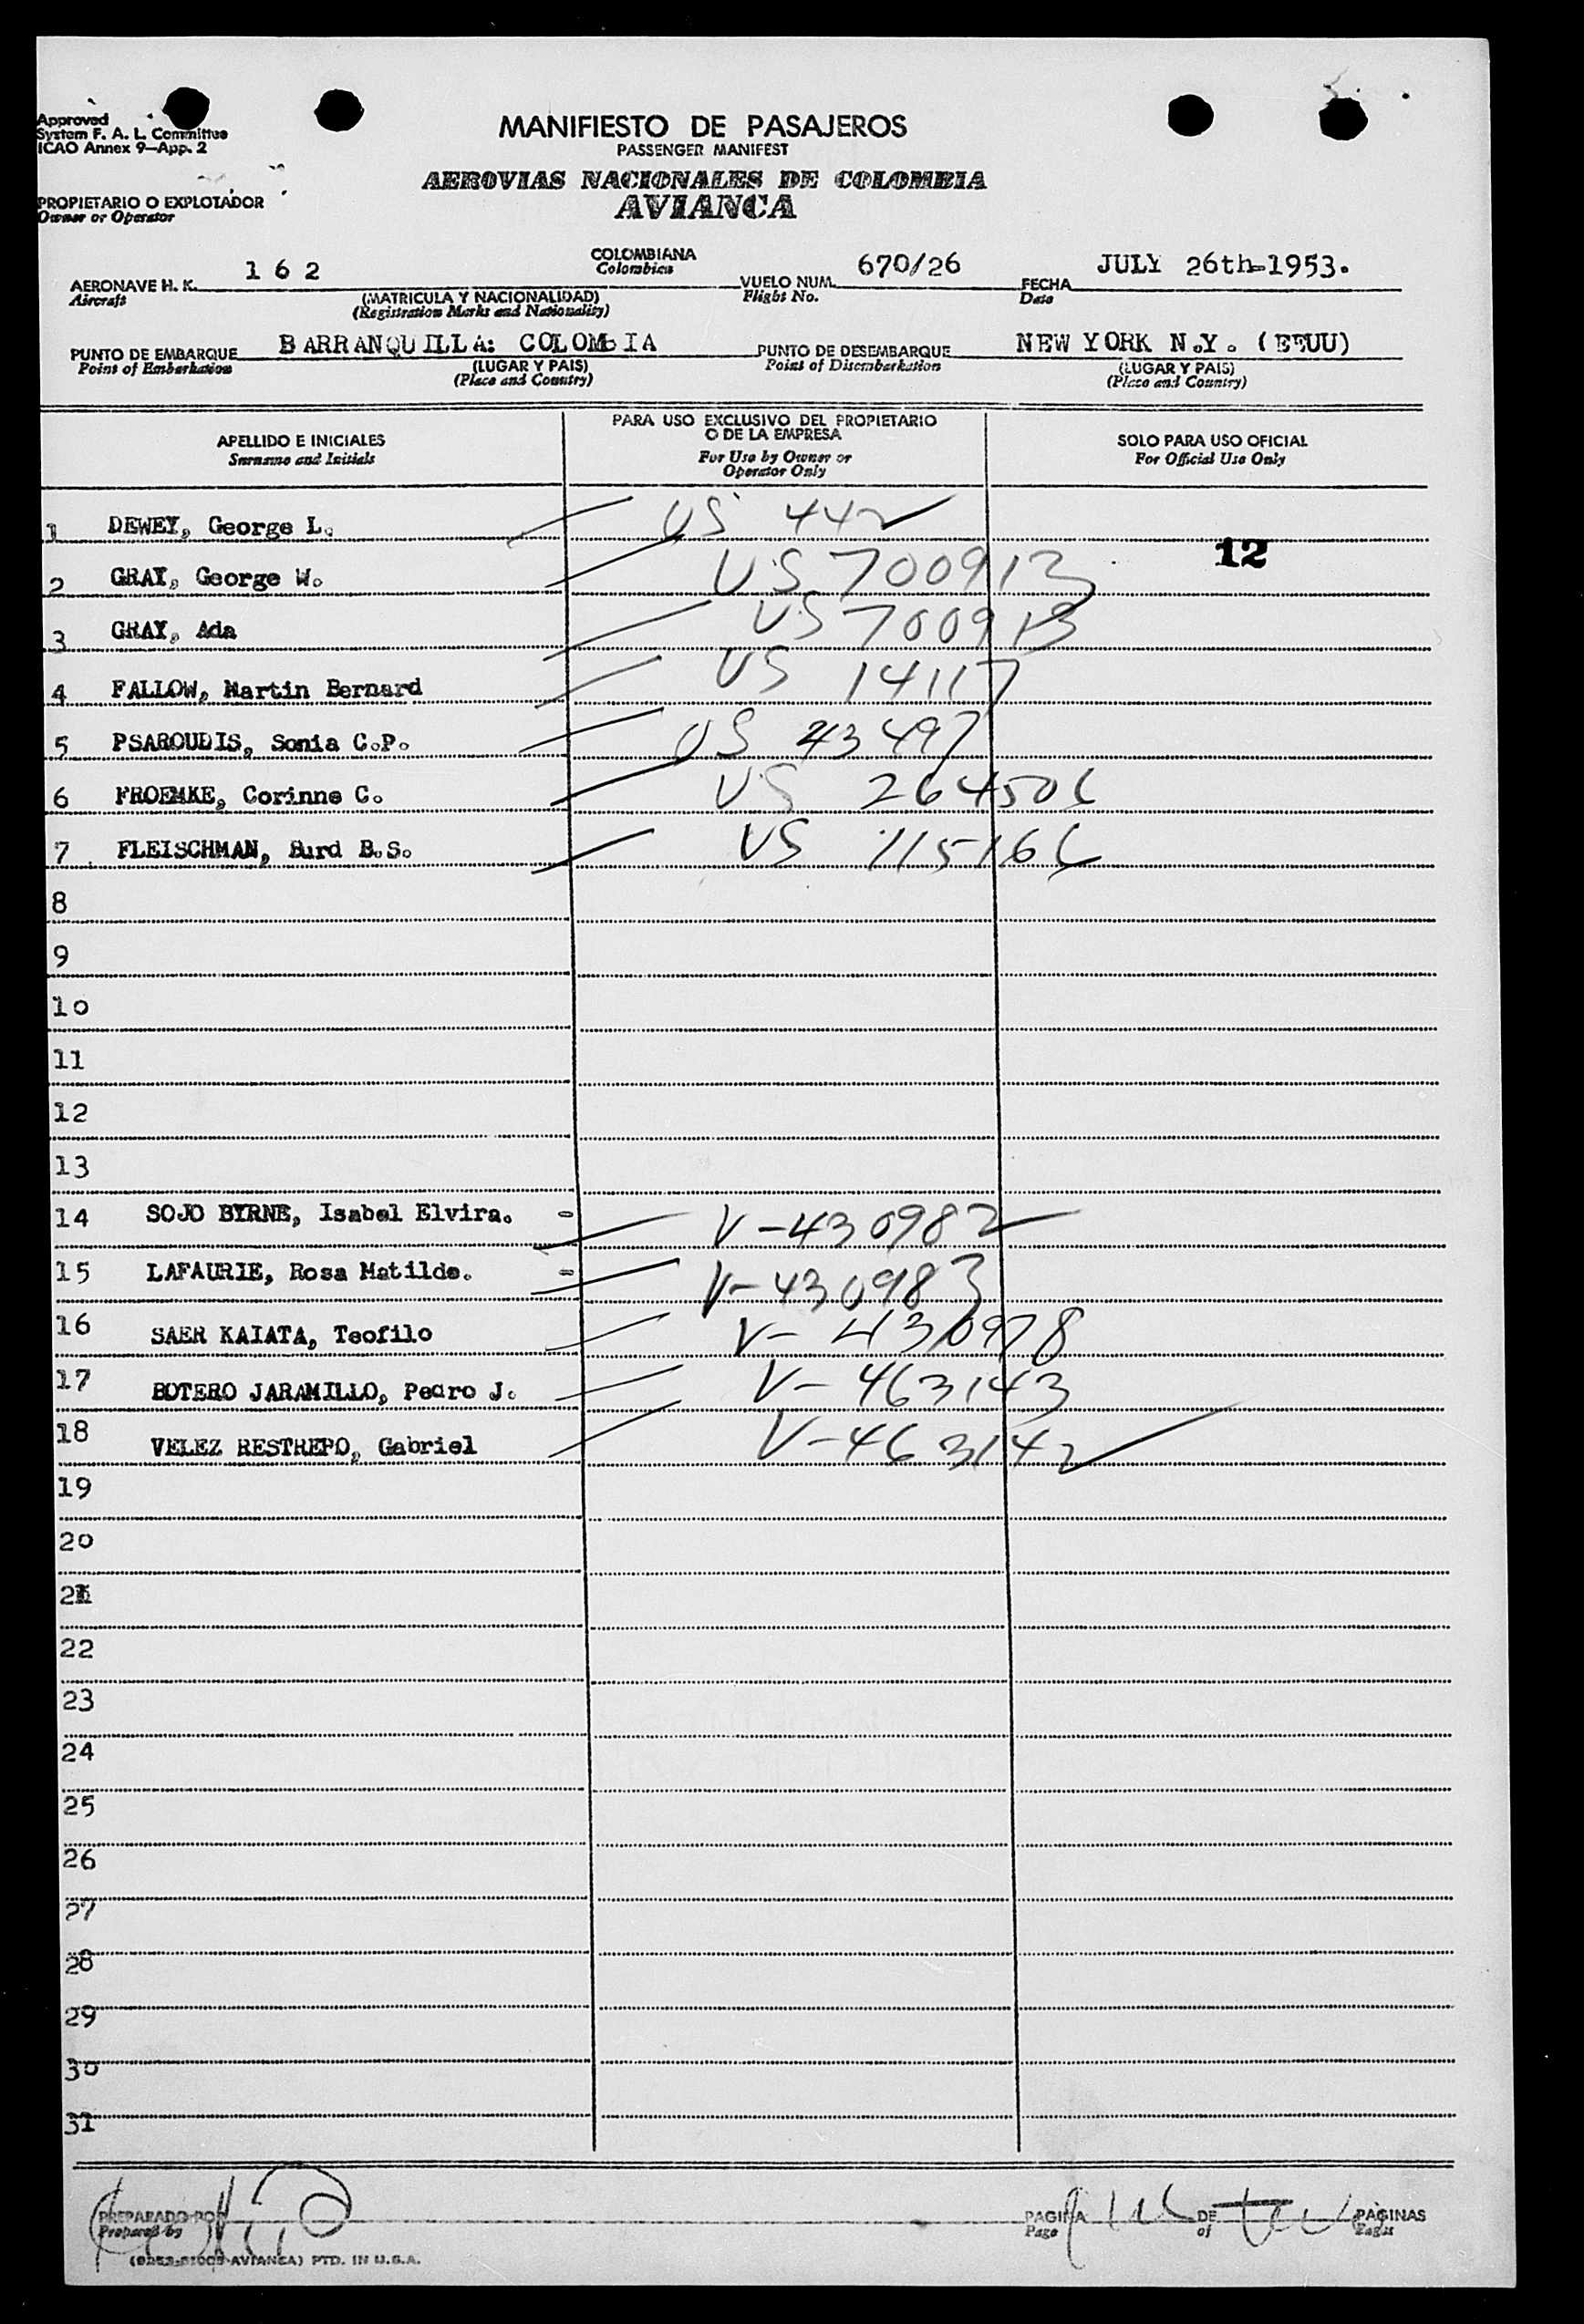 Approved
System F. A. L. Committee
ICAO Annex 9—App. 2
MANIFIESTO DE PASAJEROS
PASSENGER MANIFEST
AEROVIAS NACIONALES DE COLOMBIA
AVIANCA
PROPIETARIO O EXPLOTADOR
Owner or Operator
AERONAVE H. K. 1 6 2 COLOMBIANA VUELO NUM. 670/26 FECHA JULY 26th-1953.
Aircraft Colombian Flight No. Date
(MATRICULA Y NACIONALIDAD)
(Registration Marks and Nationality)
PUNTO DE EMBARQUE BARRANQUILLA: COLOMBIA PUNTO DE DESEMBARQUE NEW YORK N.Y. (EEUU)
Point of Embarkation (LUGAR Y PAIS) Point of Disembarkation (LUGAR Y PAIS)
(Place and Country) (Place and Country)
APELLIDO E INICIALES
Surname and Initials
PARA USO EXCLUSIVO DEL PROPIETARIO
O DE LA EMPRESA
For Use by Owner or
Operator Only
SOLO PARA USO OFICIAL
For Official Use Only
1 DEWEY, George L. US 442
12
2 GRAY, George W. US 700913
3 GRAY, Ada US 700913
4 FALLOW, Martin Bernard US 14117
5 PSAROUDIS, Sonia C.P. US 43497
6 FROEMKE, Corinne C. US 264506
7 FLEISCHMAN, Burd B.S. US 115166
8
9
10
11
12
13
14 SOJO BYRNE, Isabel Elvira. - V-430982
15 LAFAURIE, Rosa Matilde. - V-430983
16 SAER KAIATA, Teofilo V-430978
17 BOTERO JARAMILLO, Pedro J. V-463143
18 VELEZ RESTREPO, Gabriel V-463142
19
20
21
22
23
24
25
26
27
28
29
30
31
PREPARADO POR PAGINA DE PAGINAS
Prepared by Page of Pages
AVIANCA) PTD. IN U.S.A.